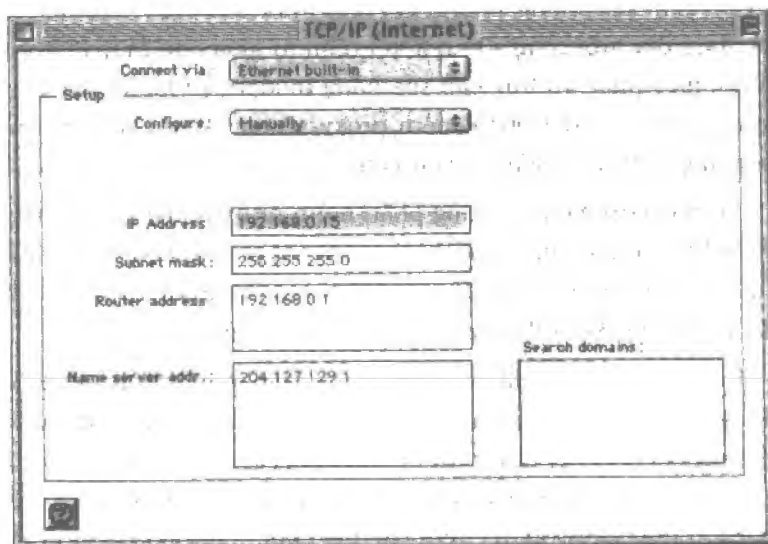 TCP/IP (Internet)
Connect via: Ethernet built-in
Setup
Configure: Manually
IP Address: 192.168.0.15
Subnet mask: 255.255.255.0
Router address: 192.168.0.1
Search domains:
Name server addr.: 204.127.129.1